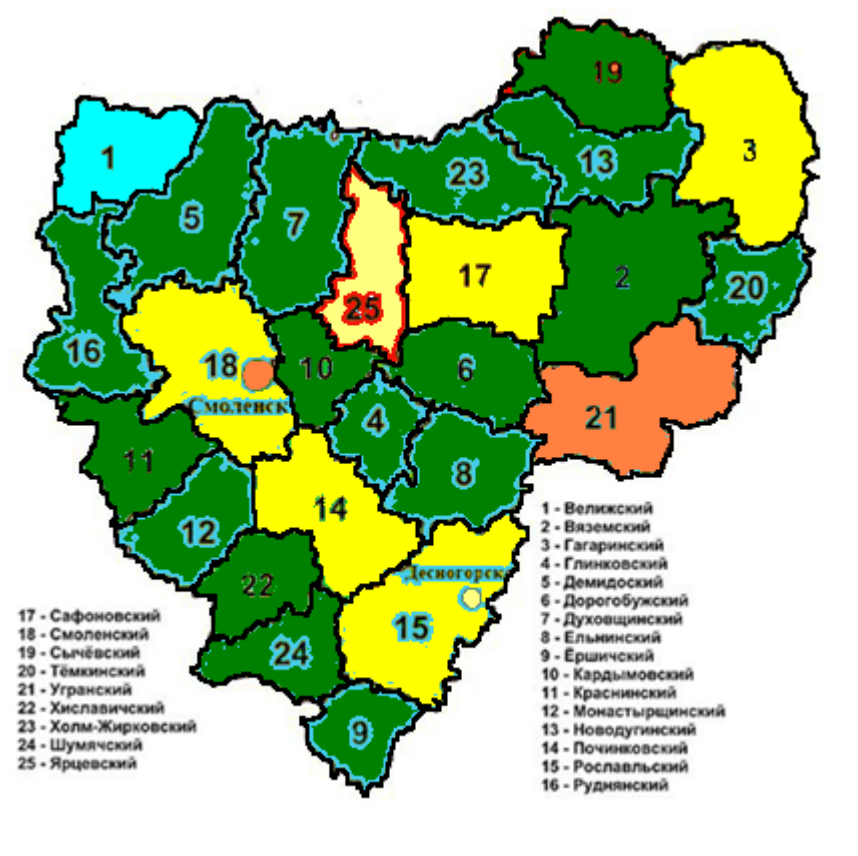 19
3
1
13
23
5
7
2
17
20
25
16
18
10
6
Смоленск
4
21
11
8
14
12
Десногорск
22
15
24
9
1 - Велижский
2 - Вяземский
3 - Гагаринский
4 - Глинковский
5 - Демидоский
6 - Дорогобужский
7 - Духовщинский
8 - Ельнинский
9 - Ёршичский
10 - Кардымовский
11 - Краснинский
12 - Монастырщинский
13 - Новодугинский
14 - Починковский
15 - Рославльский
16 - Руднянский
17 - Сафоновский
18 - Смоленский
19 - Сычёвский
20 - Тёмкинский
21 - Угранский
22 - Хиславичский
23 - Холм-Жирковский
24 - Шумячский
25 - Ярцевский